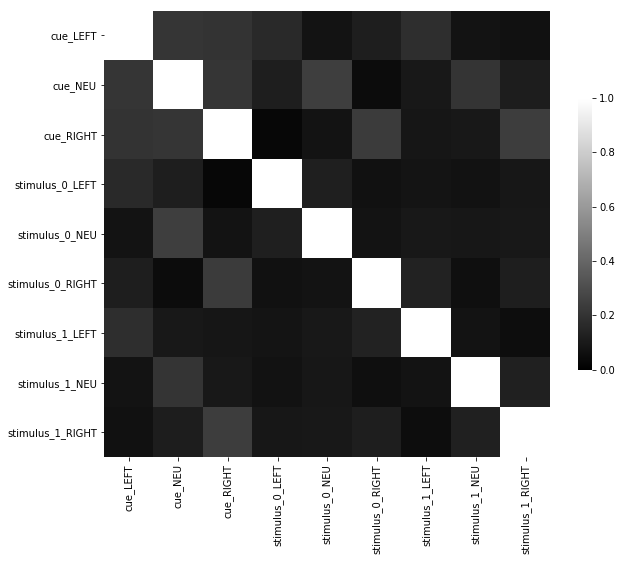 cue_LEFT
cue_NEU
cue_RIGHT
stimulus_0_LEFT
stimulus_0_NEU
stimulus_0_RIGHT
stimulus_1_LEFT
stimulus_1_NEU
stimulus_1_RIGHT
cue_LEFT
cue_NEU
cue_RIGHT
stimulus_0_LEFT
stimulus_0_NEU
stimulus_0_RIGHT
stimulus_1_LEFT
stimulus_1_NEU
stimulus_1_RIGHT
1.0
0.8
0.6
0.4
0.2
0.0